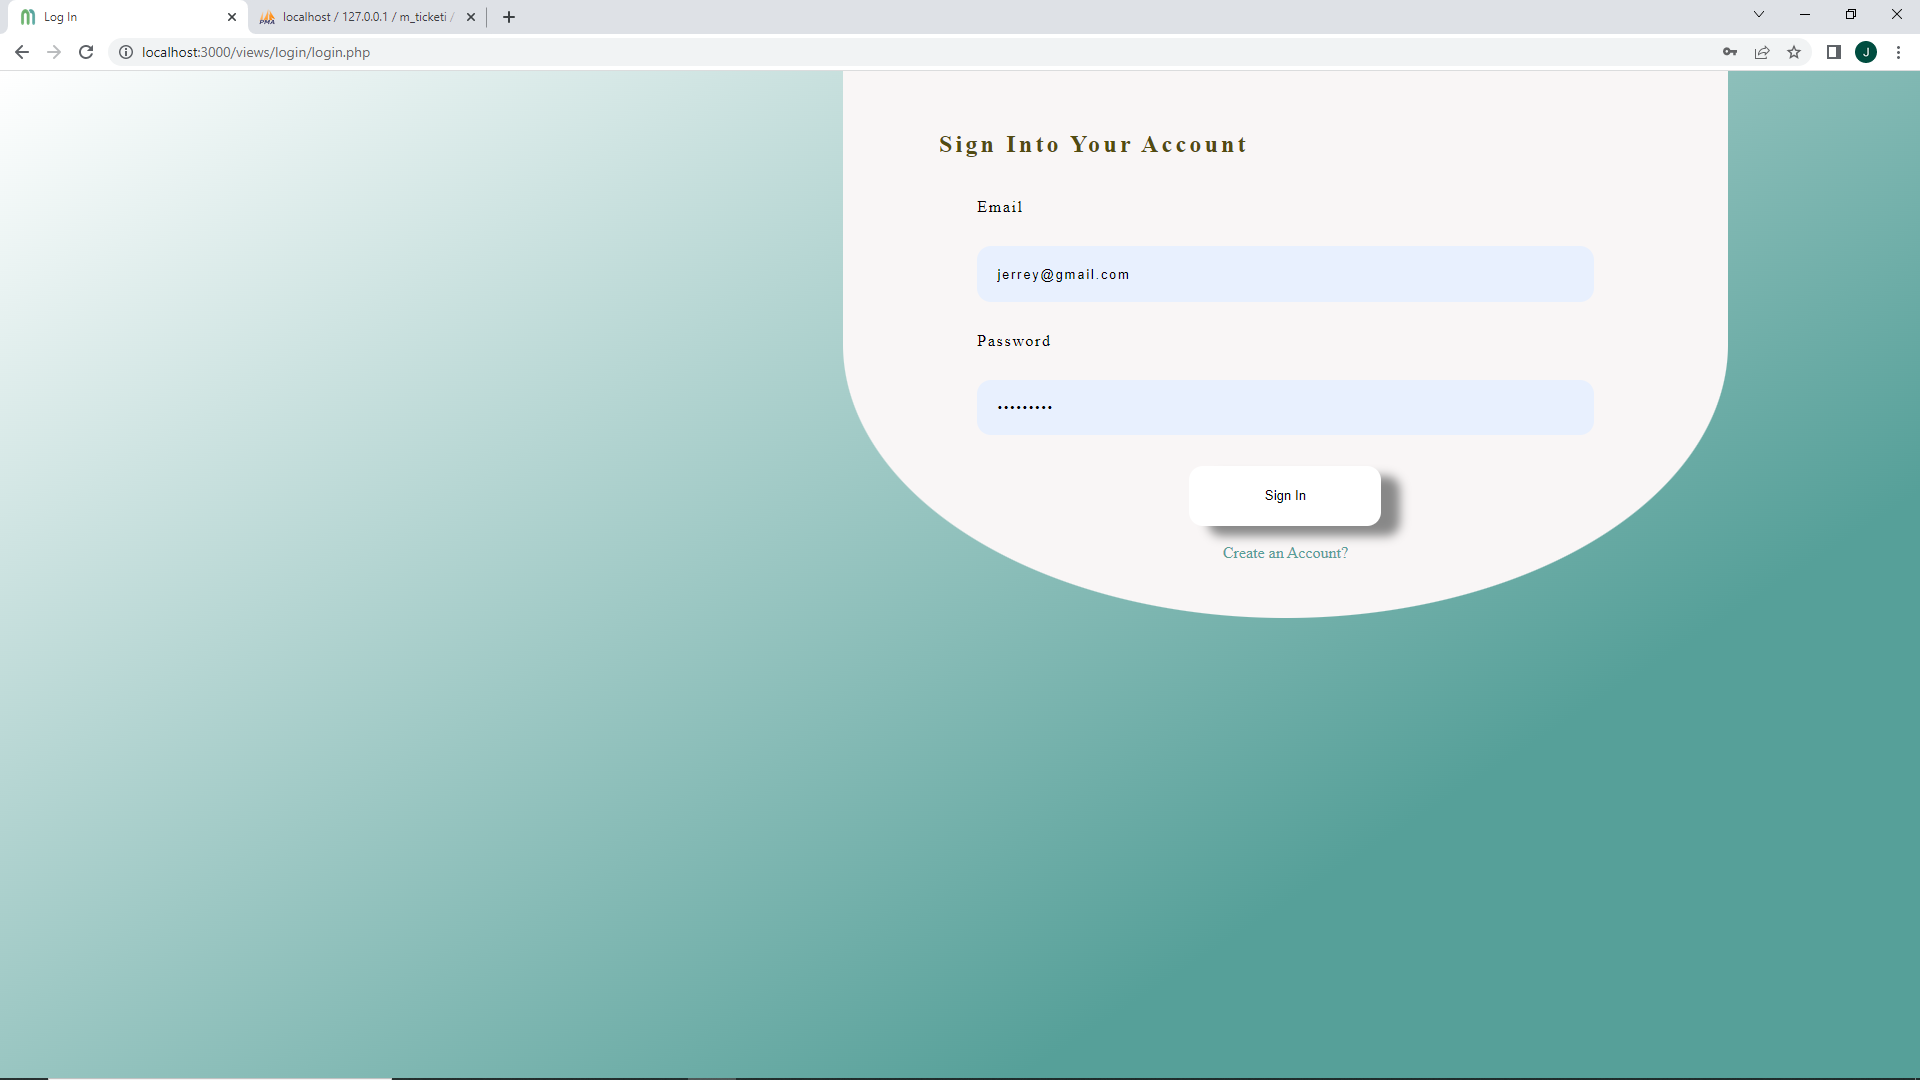 Log In
localhost / 127.0.0.1 / m_ticketi /
localhost:3000/views/login/login.php
J
Sign Into Your Account
Email
jerrey@gmail.com
Password
•••••••••
Sign In
Create an Account?